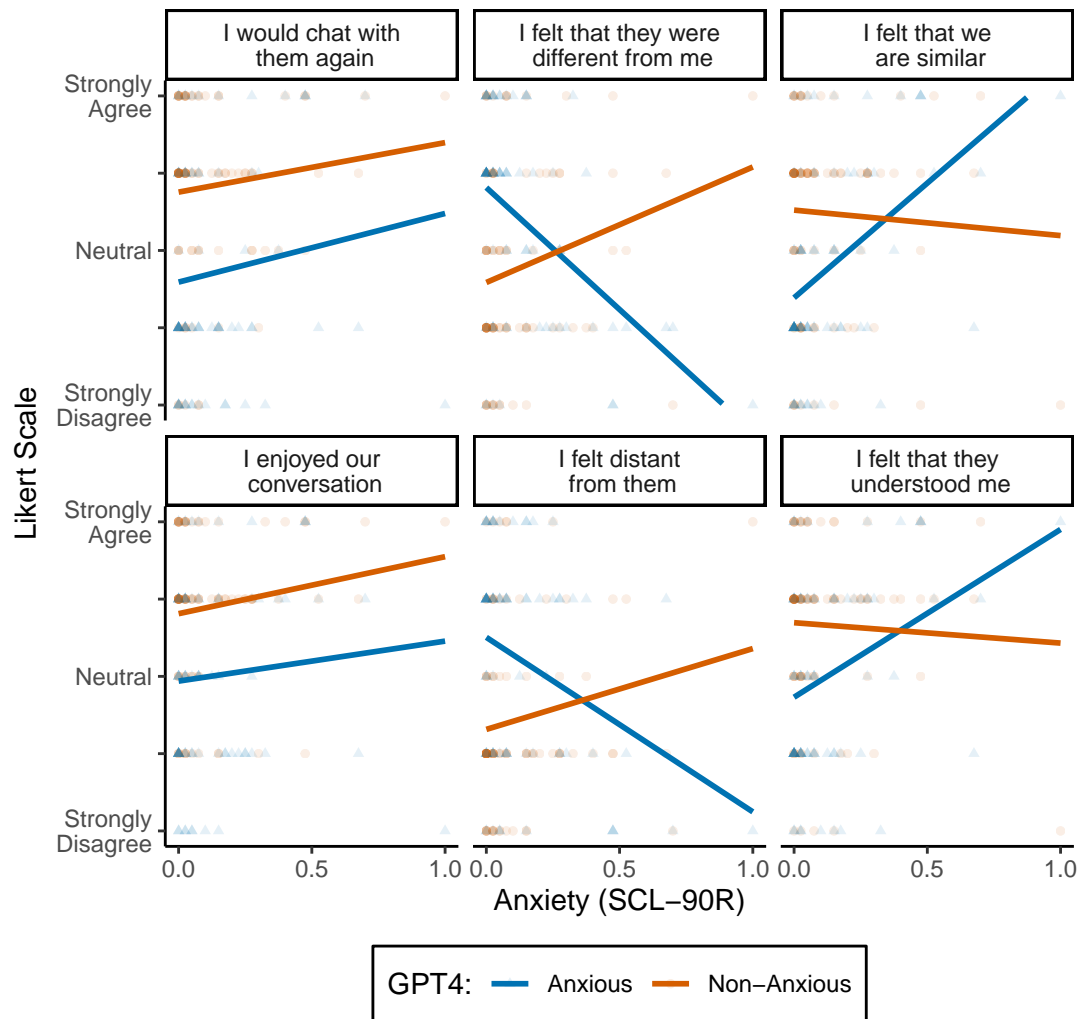 I would chat with
them again
I felt that they were
different from me
I felt that we
are similar
Strongly
Agree
Neutral
Strongly
Disagree
I enjoyed our
conversation
I felt distant
from them
I felt that they
understood me
Strongly
Agree
Neutral
Strongly
Disagree
Likert Scale
0.0 0.5 1.0 0.0 0.5 1.0 0.0 0.5 1.0
Anxiety (SCL−90R)
GPT4: Anxious Non−Anxious